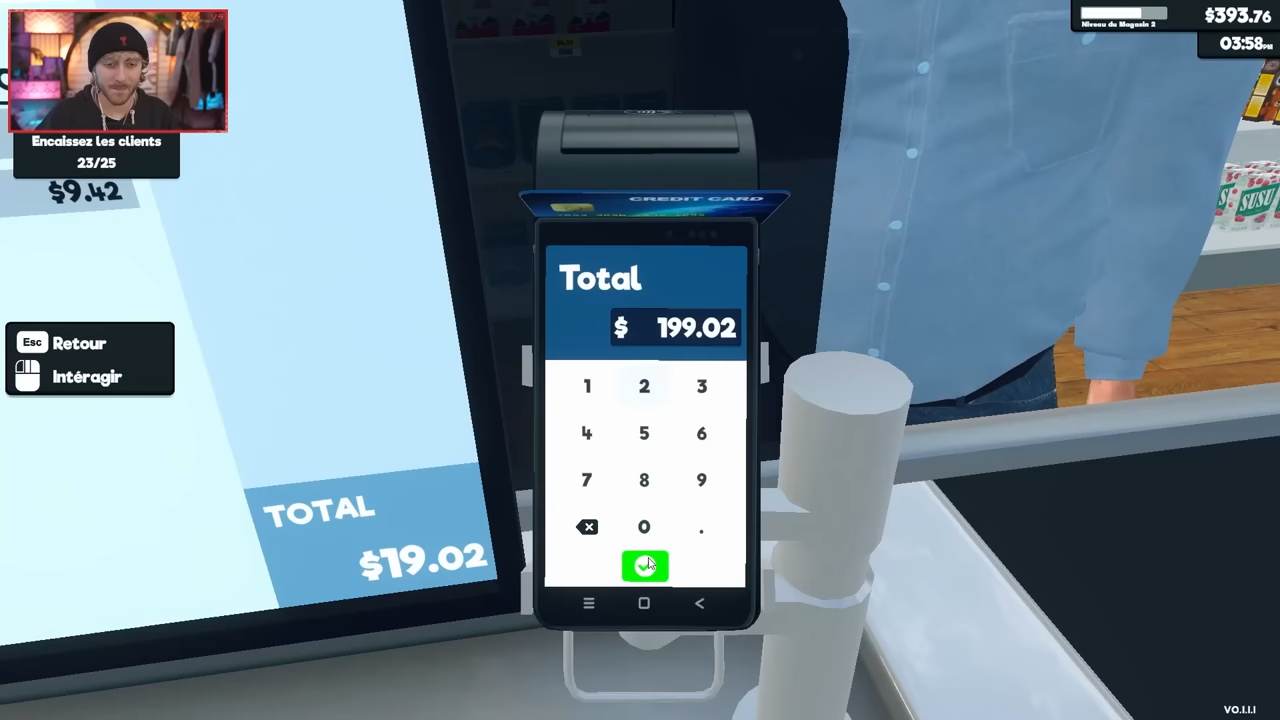 $393.76
Niveau du Magasin 2
03:58PM
Encaissez les clients
23/25
$9.42
CREDIT CARD
Total
$ 199.02
Esc Retour
Intéragir
1 2 3
4 5 6
7 8 9
0 .
TOTAL
$19.02
SUSU
V0.1.1.1